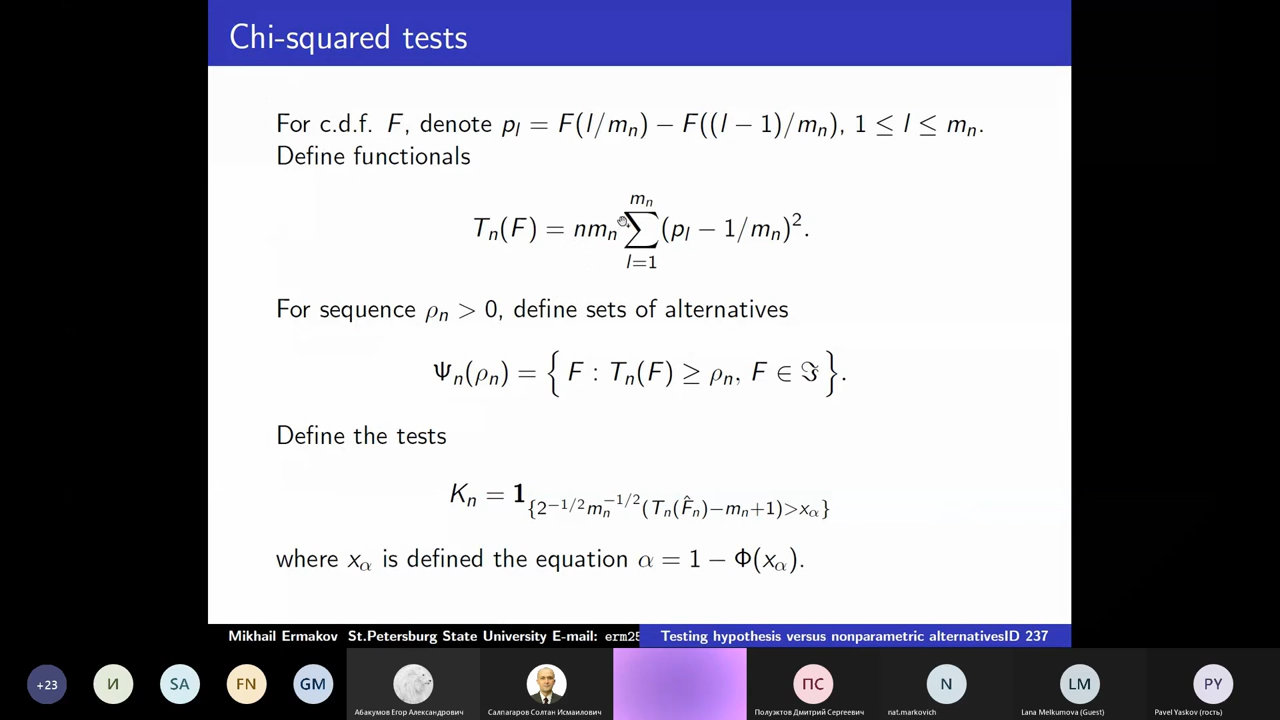 Chi-squared tests
For c.d.f. F, denote p_l = F(l/m_n) − F((l − 1)/m_n), 1 ≤ l ≤ m_n.
Define functionals
T_n(F) = nm_n ∑_{l=1}^{m_n} (p_l − 1/m_n)^2.
For sequence ρ_n > 0, define sets of alternatives
Ψ_n(ρ_n) = { F : T_n(F) ≥ ρ_n, F ∈ ℑ }.
Define the tests
K_n = 1_{{2^{-1/2} m_n^{-1/2} (T_n(F̂_n)−m_n+1)>x_α}}
where x_α is defined the equation α = 1 − Φ(x_α).
Mikhail Ermakov St.Petersburg State University E-mail: erm25 Testing hypothesis versus nonparametric alternativesID 237
+23 И SA FN GM ПС N LM PY
Абакумов Егор Александрович Салпагаров Солтан Исмаилович Полуэктов Дмитрий Сергеевич nat.markovich Lana Melkumova (Guest) Pavel Yaskov (гость)